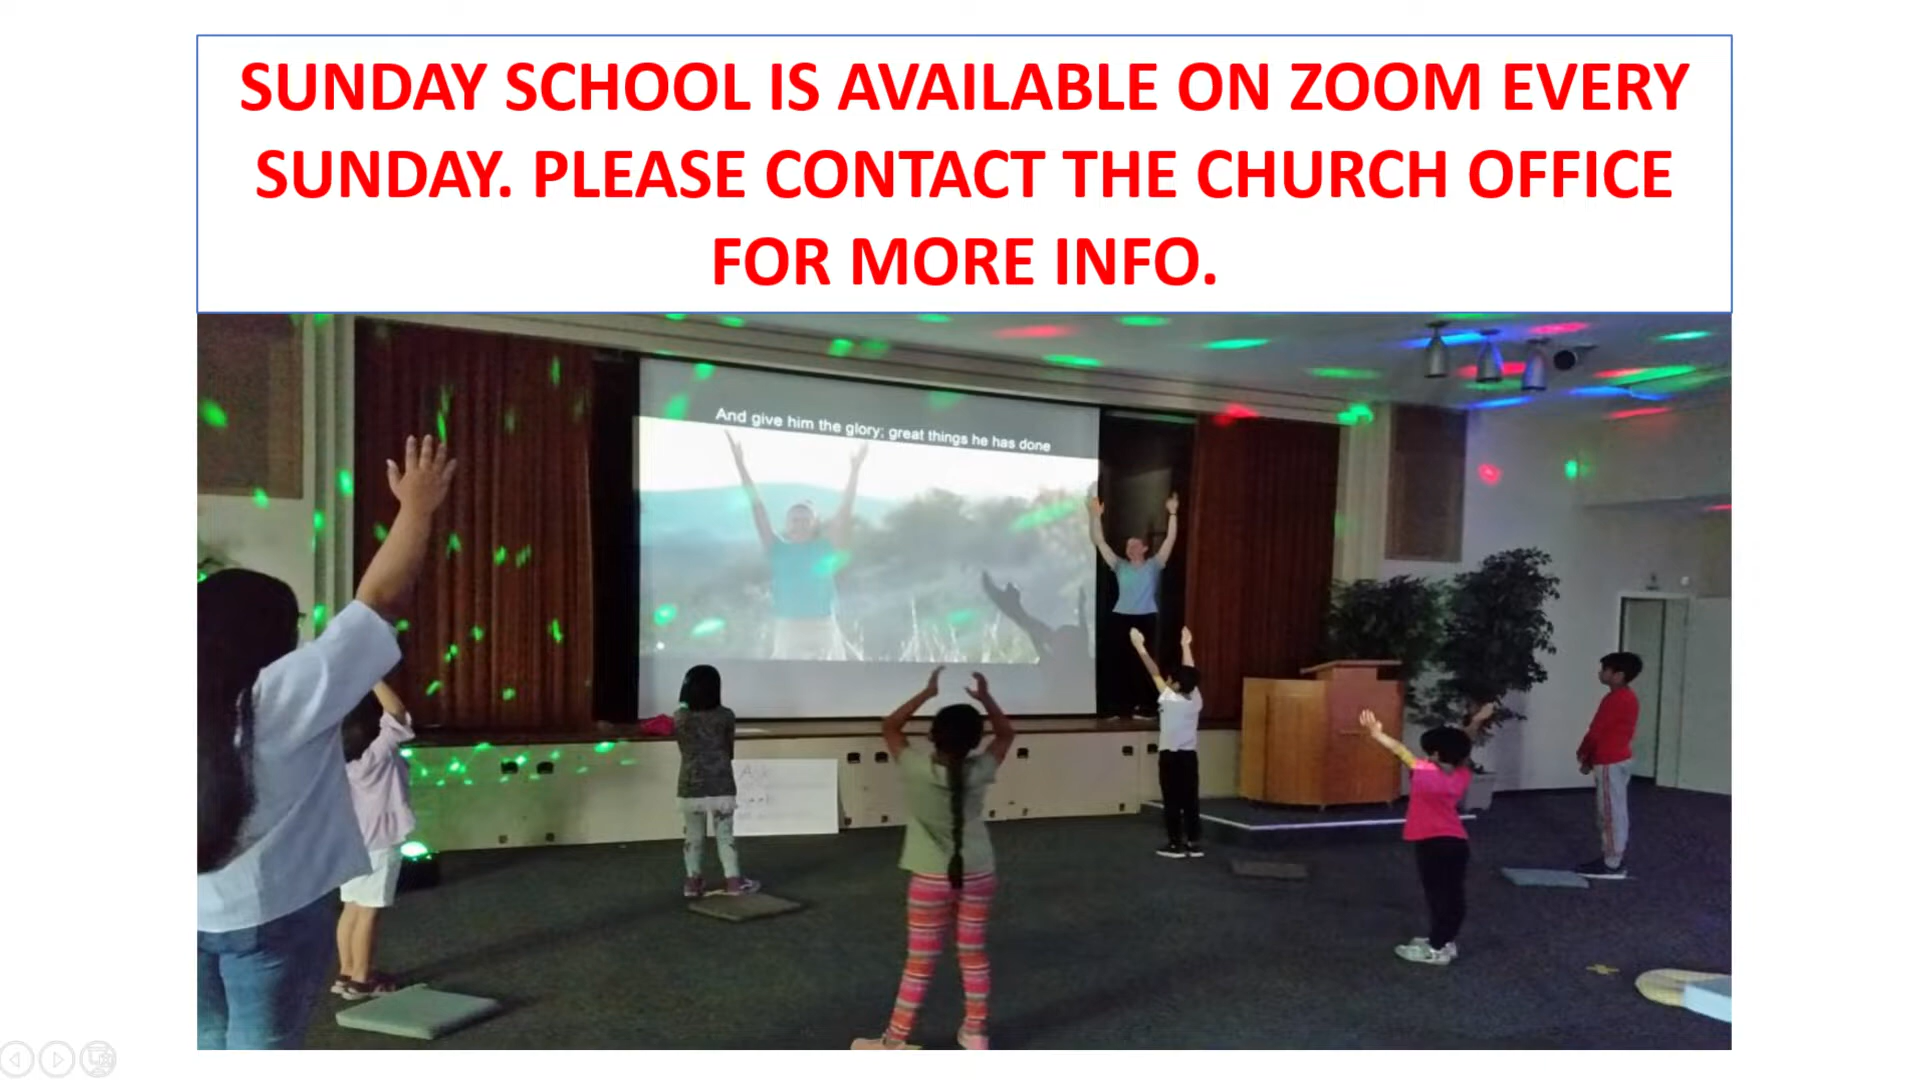 SUNDAY SCHOOL IS AVAILABLE ON ZOOM EVERY
SUNDAY. PLEASE CONTACT THE CHURCH OFFICE
FOR MORE INFO.
And give him the glory; great things he has done